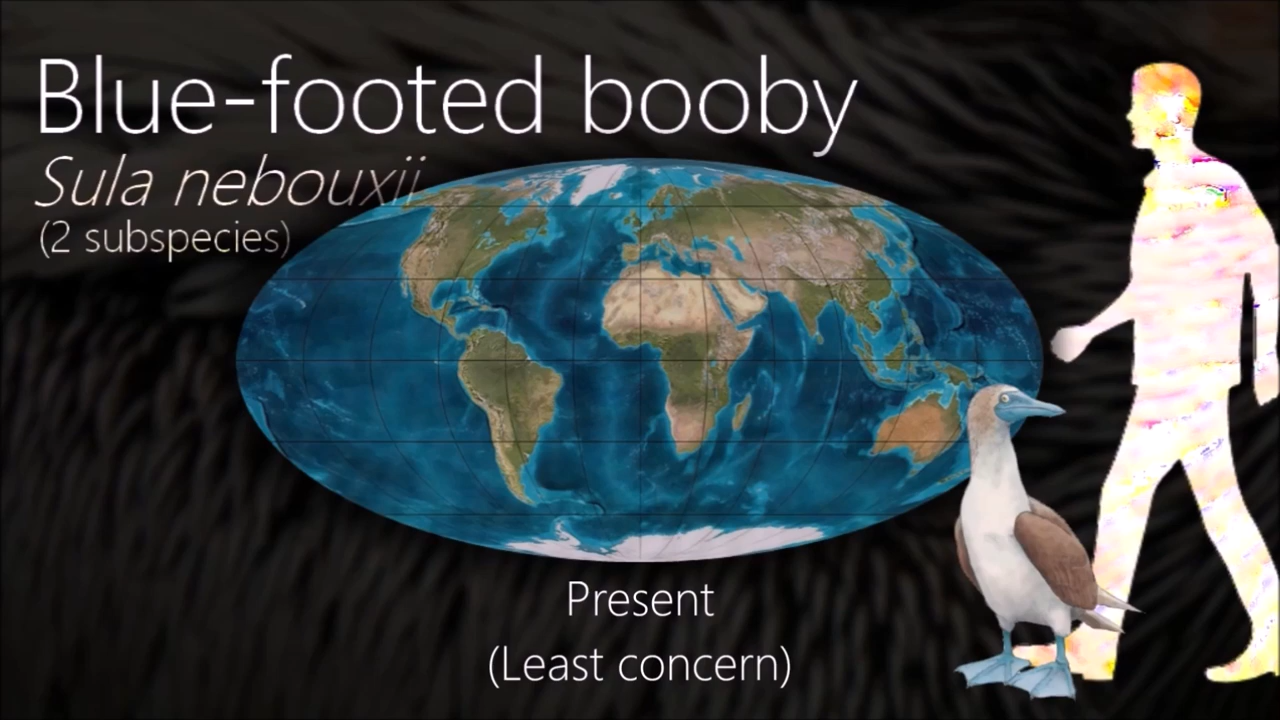 Blue-footed booby
Sula nebouxii
(2 subspecies)
Present
(Least concern)